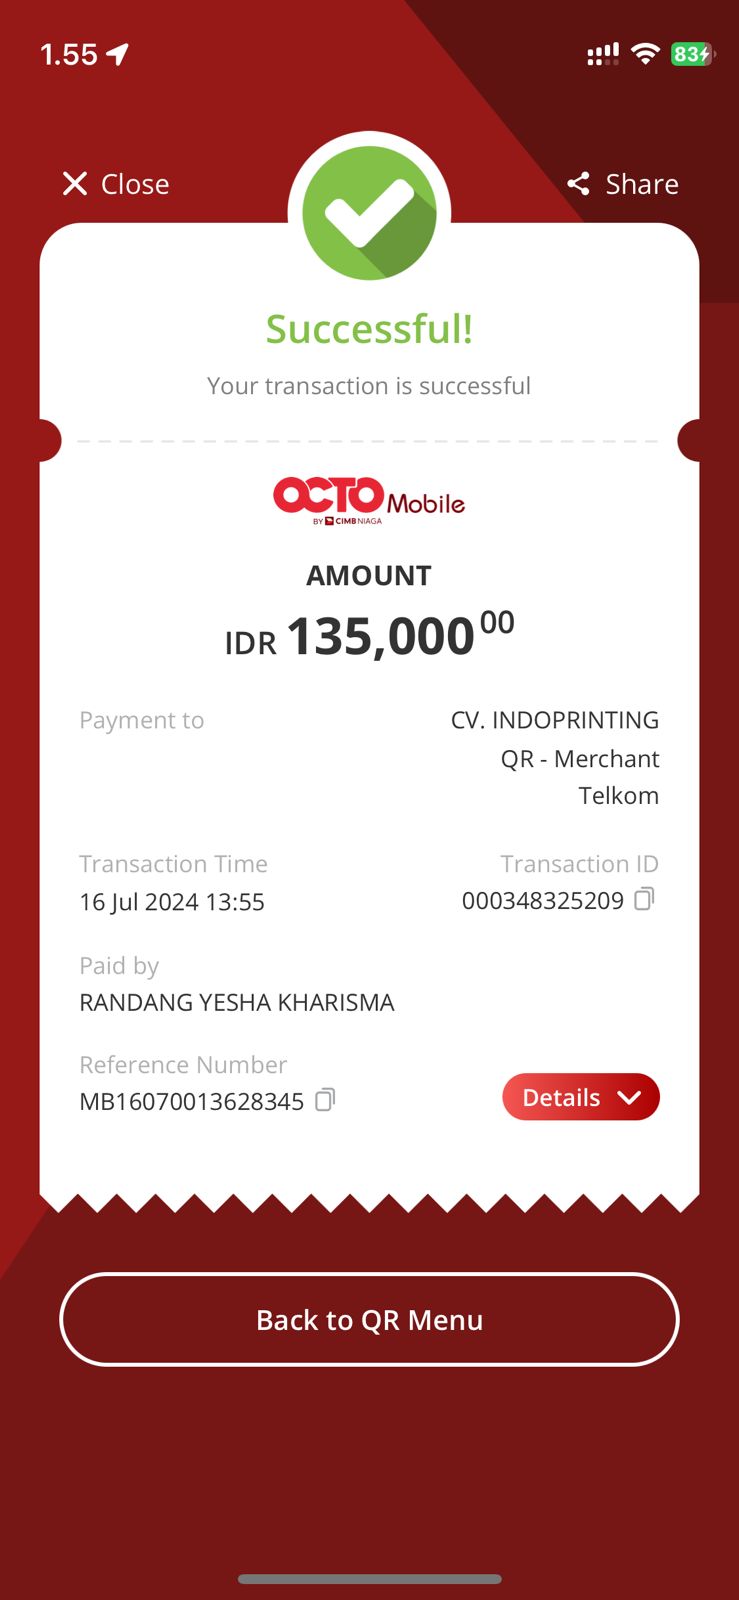 1.55
83
Close
Share
Successful!
Your transaction is successful
OCTO Mobile
BY CIMB NIAGA
AMOUNT
IDR 135,000.00
Payment to
CV. INDOPRINTING
QR - Merchant
Telkom
Transaction Time
Transaction ID
16 Jul 2024 13:55
000348325209
Paid by
RANDANG YESHA KHARISMA
Reference Number
MB16070013628345
Details
Back to QR Menu